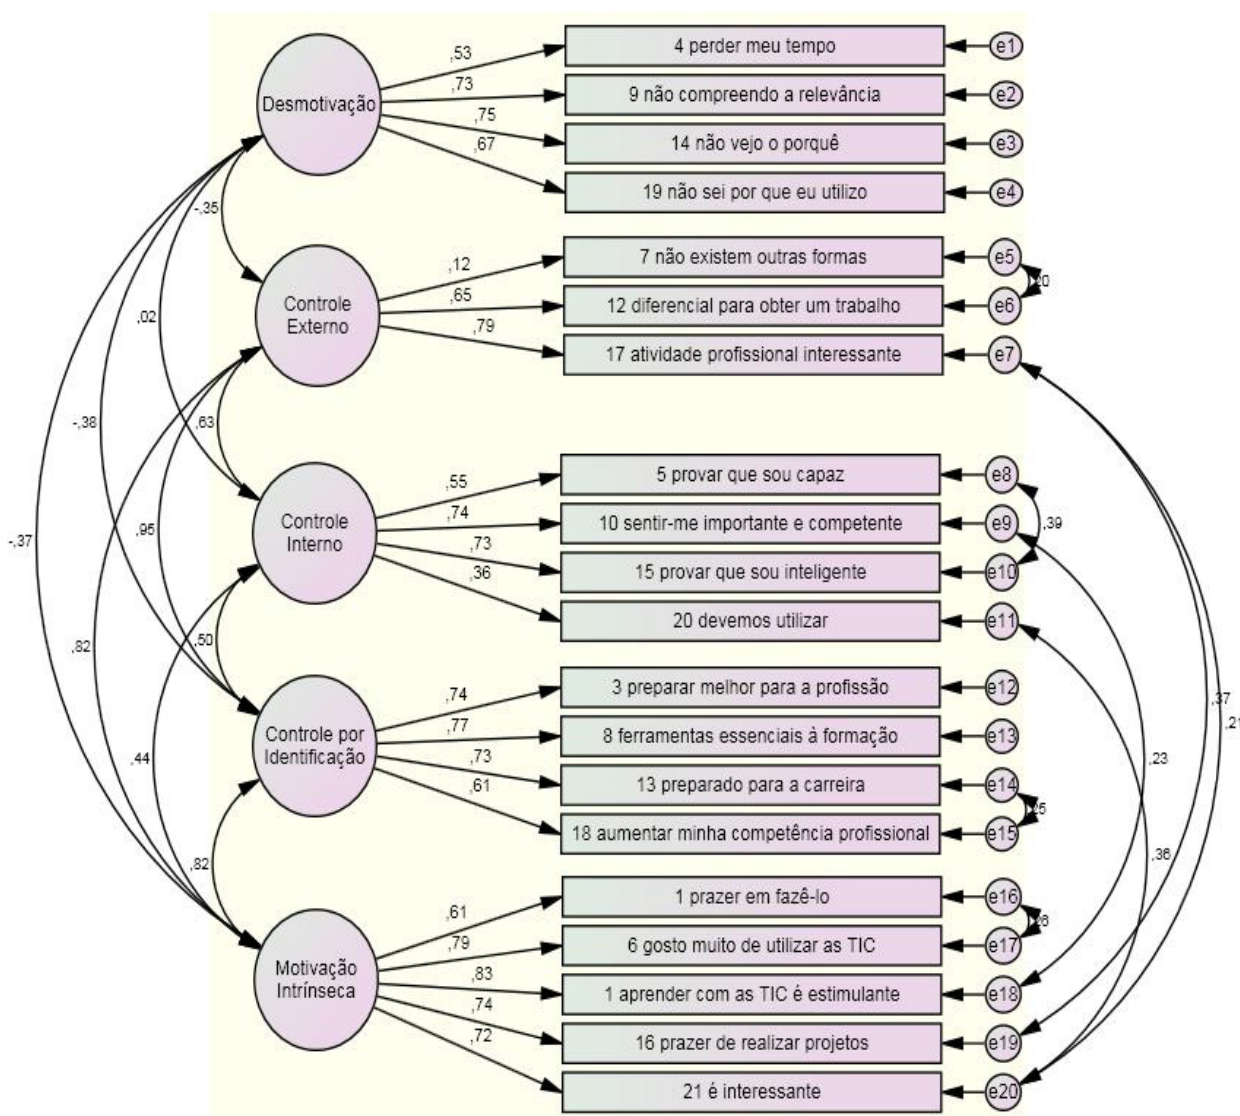 Desmotivação
,53
4 perder meu tempo
e1
,73
9 não compreendo a relevância
e2
,75
14 não vejo o porquê
e3
,67
19 não sei por que eu utilizo
e4
-,35
Controle
Externo
,12
7 não existem outras formas
e5
,65
12 diferencial para obter um trabalho
e6
,20
,79
17 atividade profissional interessante
e7
,02
-,38
,63
Controle
Interno
,55
5 provar que sou capaz
e8
,74
10 sentir-me importante e competente
e9
,39
,73
15 provar que sou inteligente
e10
,36
20 devemos utilizar
e11
-,37
,95
,82
,50
Controle por
Identificação
,74
3 preparar melhor para a profissão
e12
,77
8 ferramentas essenciais à formação
e13
,73
13 preparado para a carreira
e14
,61
18 aumentar minha competência profissional
e15
,37
,21
,23
,36
,44
,82
Motivação
Intrínseca
,61
1 prazer em fazê-lo
e16
,79
6 gosto muito de utilizar as TIC
e17
,83
1 aprender com as TIC é estimulante
e18
,74
16 prazer de realizar projetos
e19
,72
21 é interessante
e20